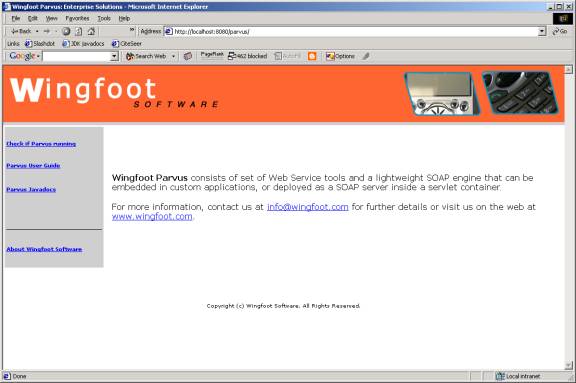 Wingfoot Parvus: Enterprise Solutions - Microsoft Internet Explorer
File Edit View Favorites Tools Help
Back » Address http://localhost:8080/parvus/ Go
Links Slashdot JDK javadocs CiteSeer
Google Search Web PageRank 462 blocked AutoFill Options
Wingfoot
SOFTWARE
Check if Parvus running
Parvus User Guide
Parvus Javadocs
About Wingfoot Software
Wingfoot Parvus consists of set of Web Service tools and a lightweight SOAP engine that can be
embedded in custom applications, or deployed as a SOAP server inside a servlet container.
For more information, contact us at info@wingfoot.com for further details or visit us on the web at
www.wingfoot.com.
Copyright (c) Wingfoot Software. All Rights Reserved.
Done Local intranet